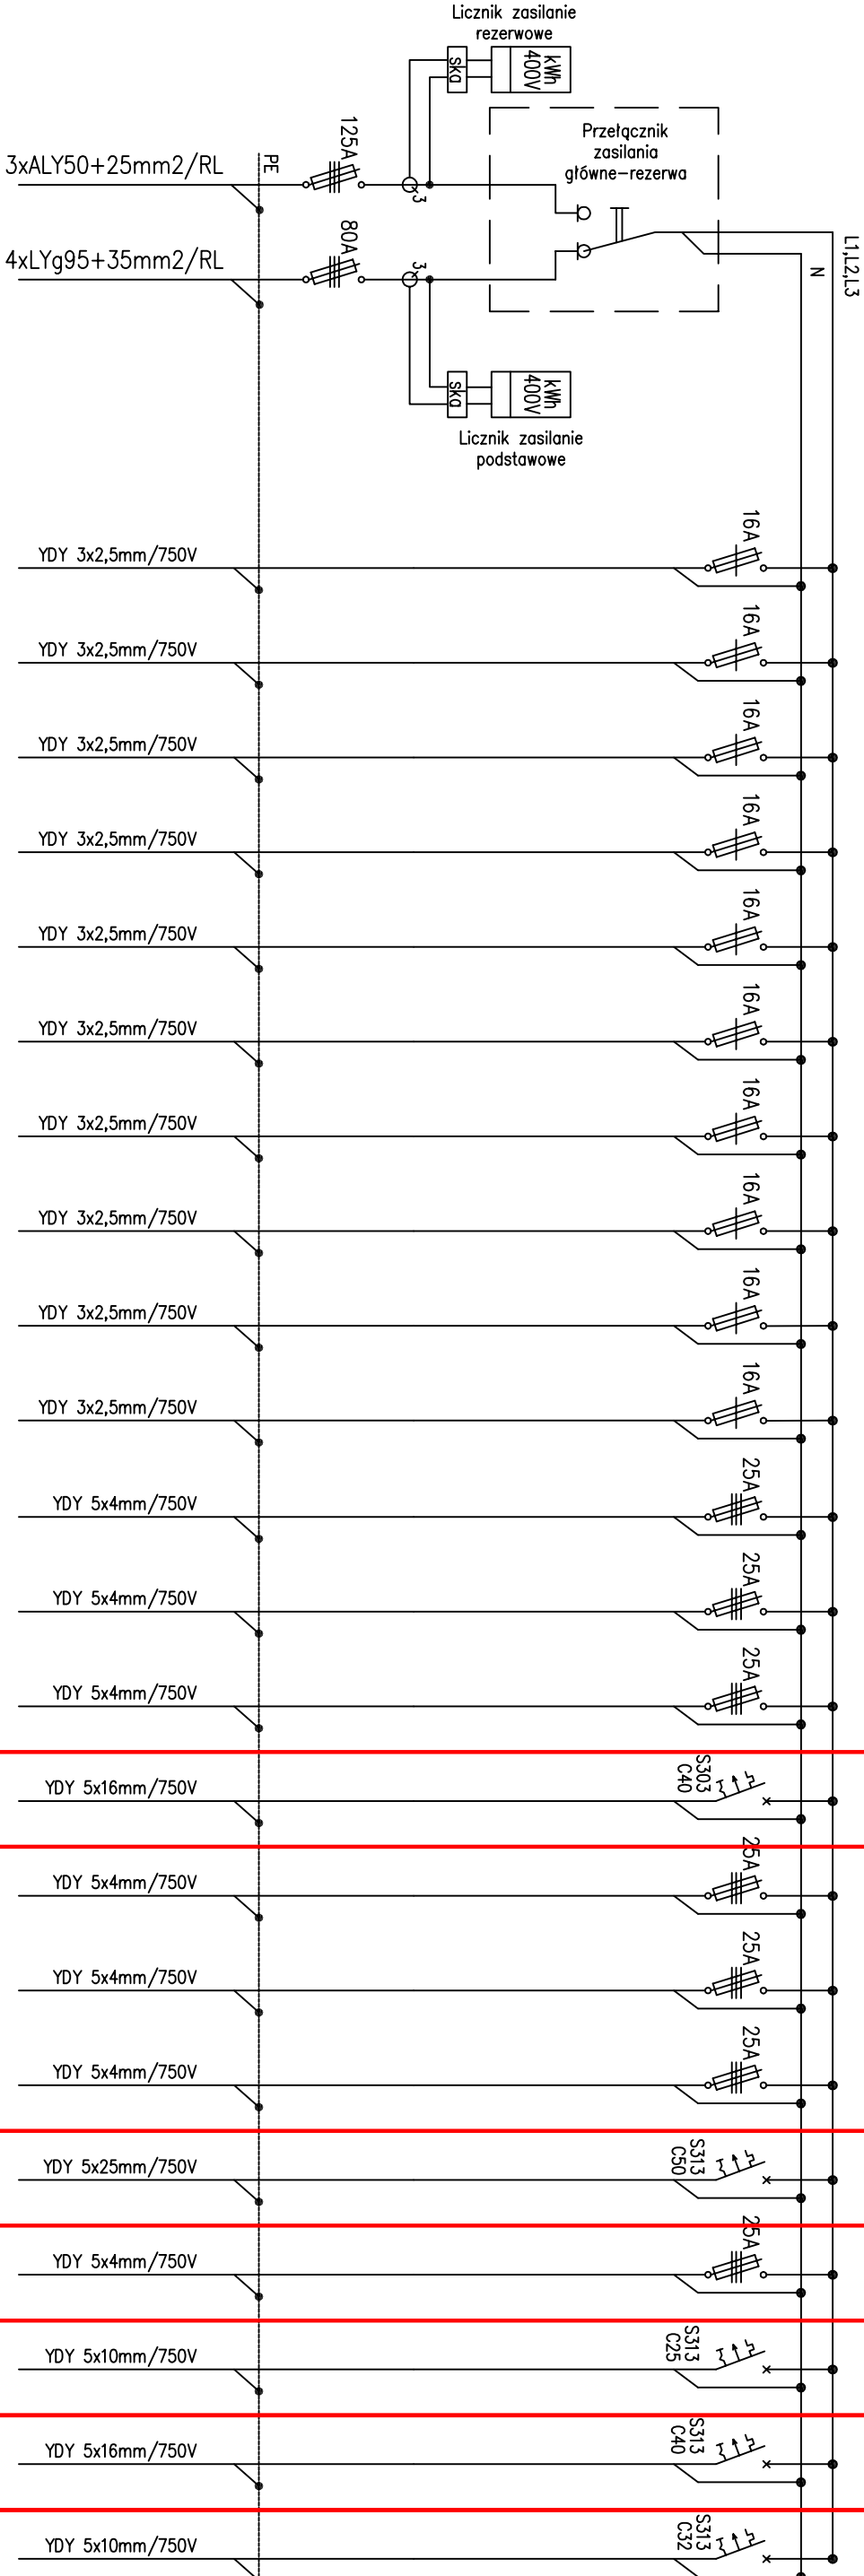 Licznik zasilanie
rezerwowe
kWh
400V
ska
Przełącznik
zasilania
główne-rezerwa
125A
PE
3xALY50+25mm2/RL
3
L1,L2,L3
N
80A
4xLYg95+35mm2/RL
3
kWh
400V
ska
Licznik zasilanie
podstawowe
16A
YDY 3x2,5mm/750V
16A
YDY 3x2,5mm/750V
16A
YDY 3x2,5mm/750V
16A
YDY 3x2,5mm/750V
16A
YDY 3x2,5mm/750V
16A
YDY 3x2,5mm/750V
16A
YDY 3x2,5mm/750V
16A
YDY 3x2,5mm/750V
16A
YDY 3x2,5mm/750V
16A
YDY 3x2,5mm/750V
25A
YDY 5x4mm/750V
25A
YDY 5x4mm/750V
25A
YDY 5x4mm/750V
S303
C40
YDY 5x16mm/750V
25A
YDY 5x4mm/750V
25A
YDY 5x4mm/750V
25A
YDY 5x4mm/750V
S313
C50
YDY 5x25mm/750V
25A
YDY 5x4mm/750V
S313
C25
YDY 5x10mm/750V
S313
C40
YDY 5x16mm/750V
S313
C32
YDY 5x10mm/750V